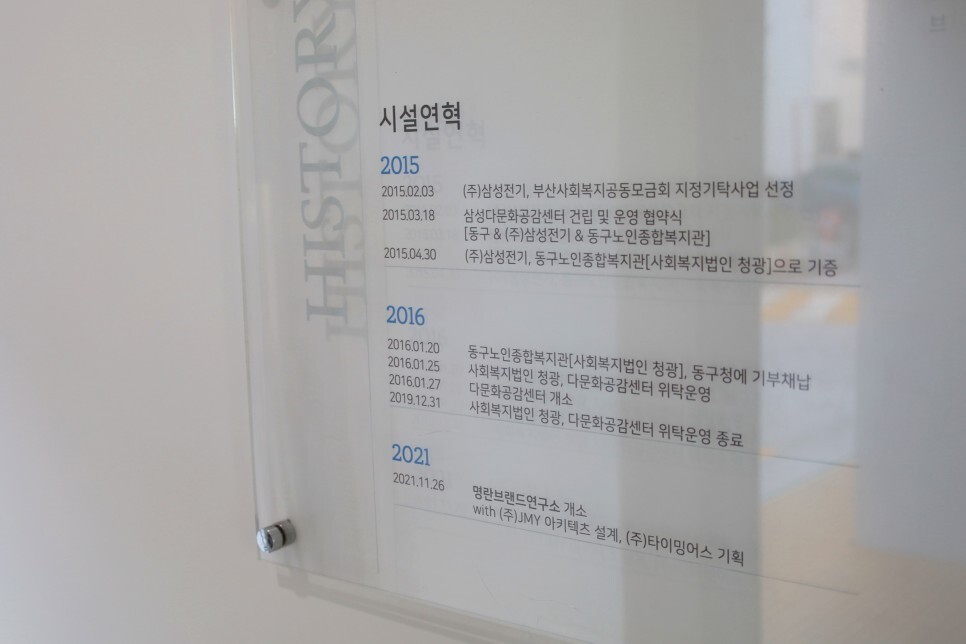 HISTORY
시설연혁
2015
2015.02.03 (주)삼성전기, 부산사회복지공동모금회 지정기탁사업 선정
2015.03.18 삼성다문화공감센터 건립 및 운영 협약식
[동구 & (주)삼성전기 & 동구노인종합복지관]
2015.04.30 (주)삼성전기, 동구노인종합복지관[사회복지법인 청광]으로 기증
2016
2016.01.20 동구노인종합복지관[사회복지법인 청광], 동구청에 기부채납
2016.01.25 사회복지법인 청광, 다문화공감센터 위탁운영
2016.01.27 다문화공감센터 개소
2019.12.31 사회복지법인 청광, 다문화공감센터 위탁운영 종료
2021
2021.11.26 명란브랜드연구소 개소
with (주)JMY 아키텍츠 설계, (주)타이밍어스 기획